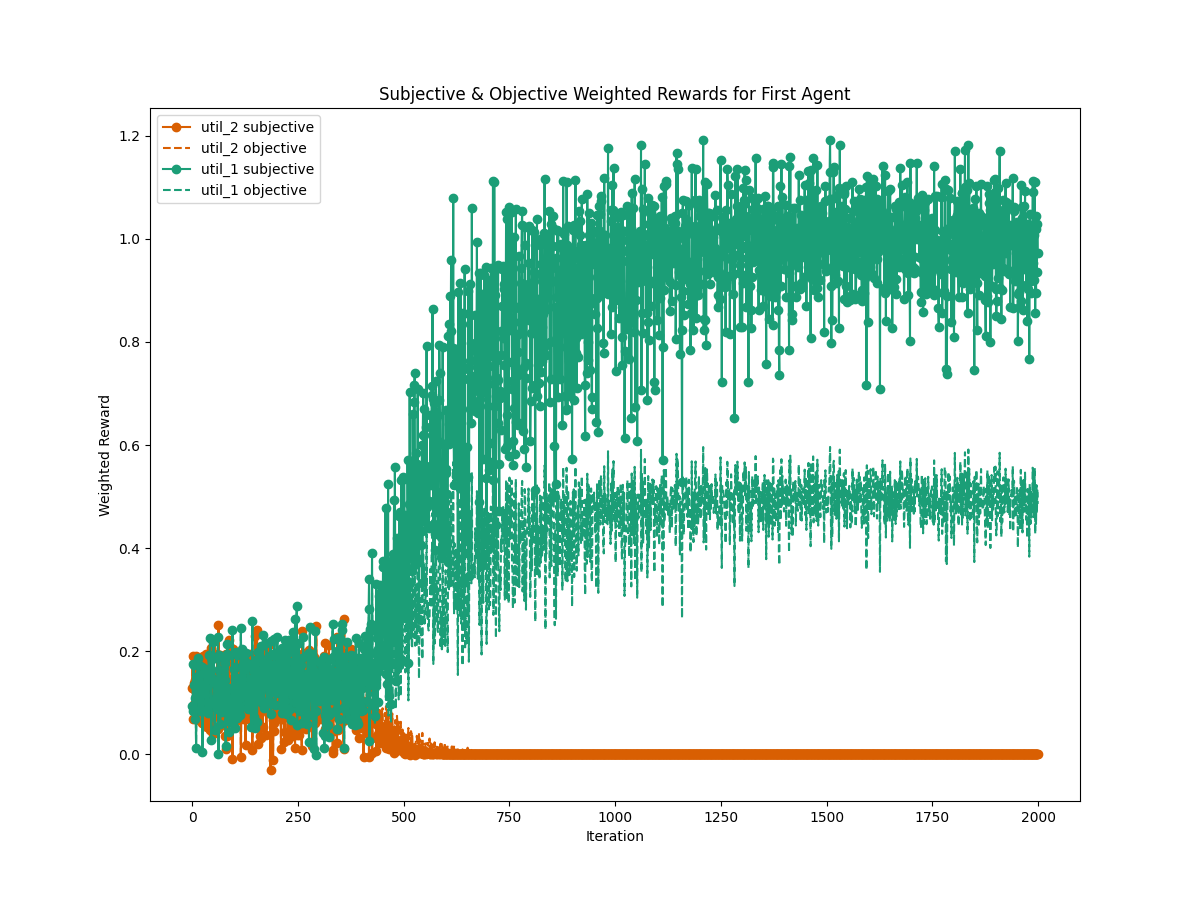 Subjective & Objective Weighted Rewards for First Agent
util_2 subjective
util_2 objective
util_1 subjective
util_1 objective
Weighted Reward
1.2
1.0
0.8
0.6
0.4
0.2
0.0
0 250 500 750 1000 1250 1500 1750 2000
Iteration